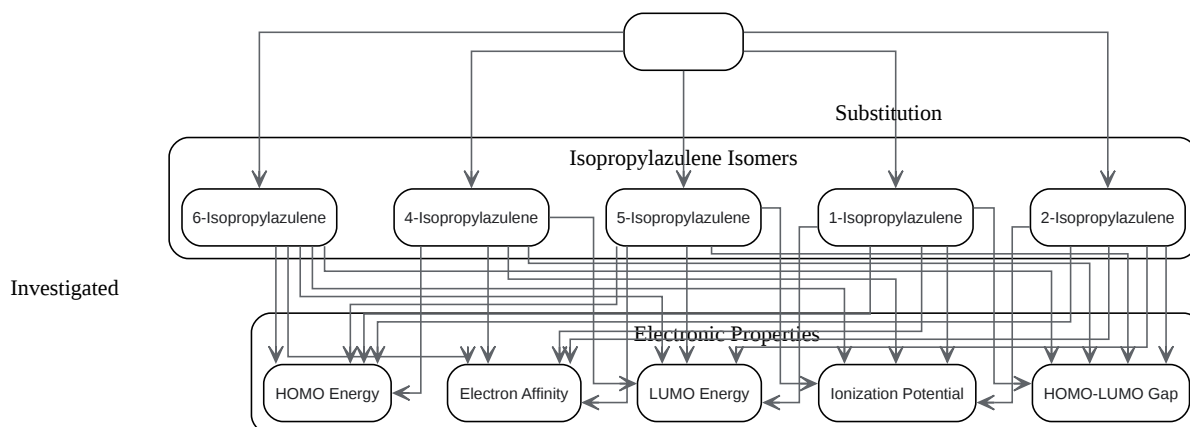 Substitution
Isopropylazulene Isomers
6-Isopropylazulene
4-Isopropylazulene
5-Isopropylazulene
1-Isopropylazulene
2-Isopropylazulene
Investigated
Electronic Properties
HOMO Energy
Electron Affinity
LUMO Energy
Ionization Potential
HOMO-LUMO Gap